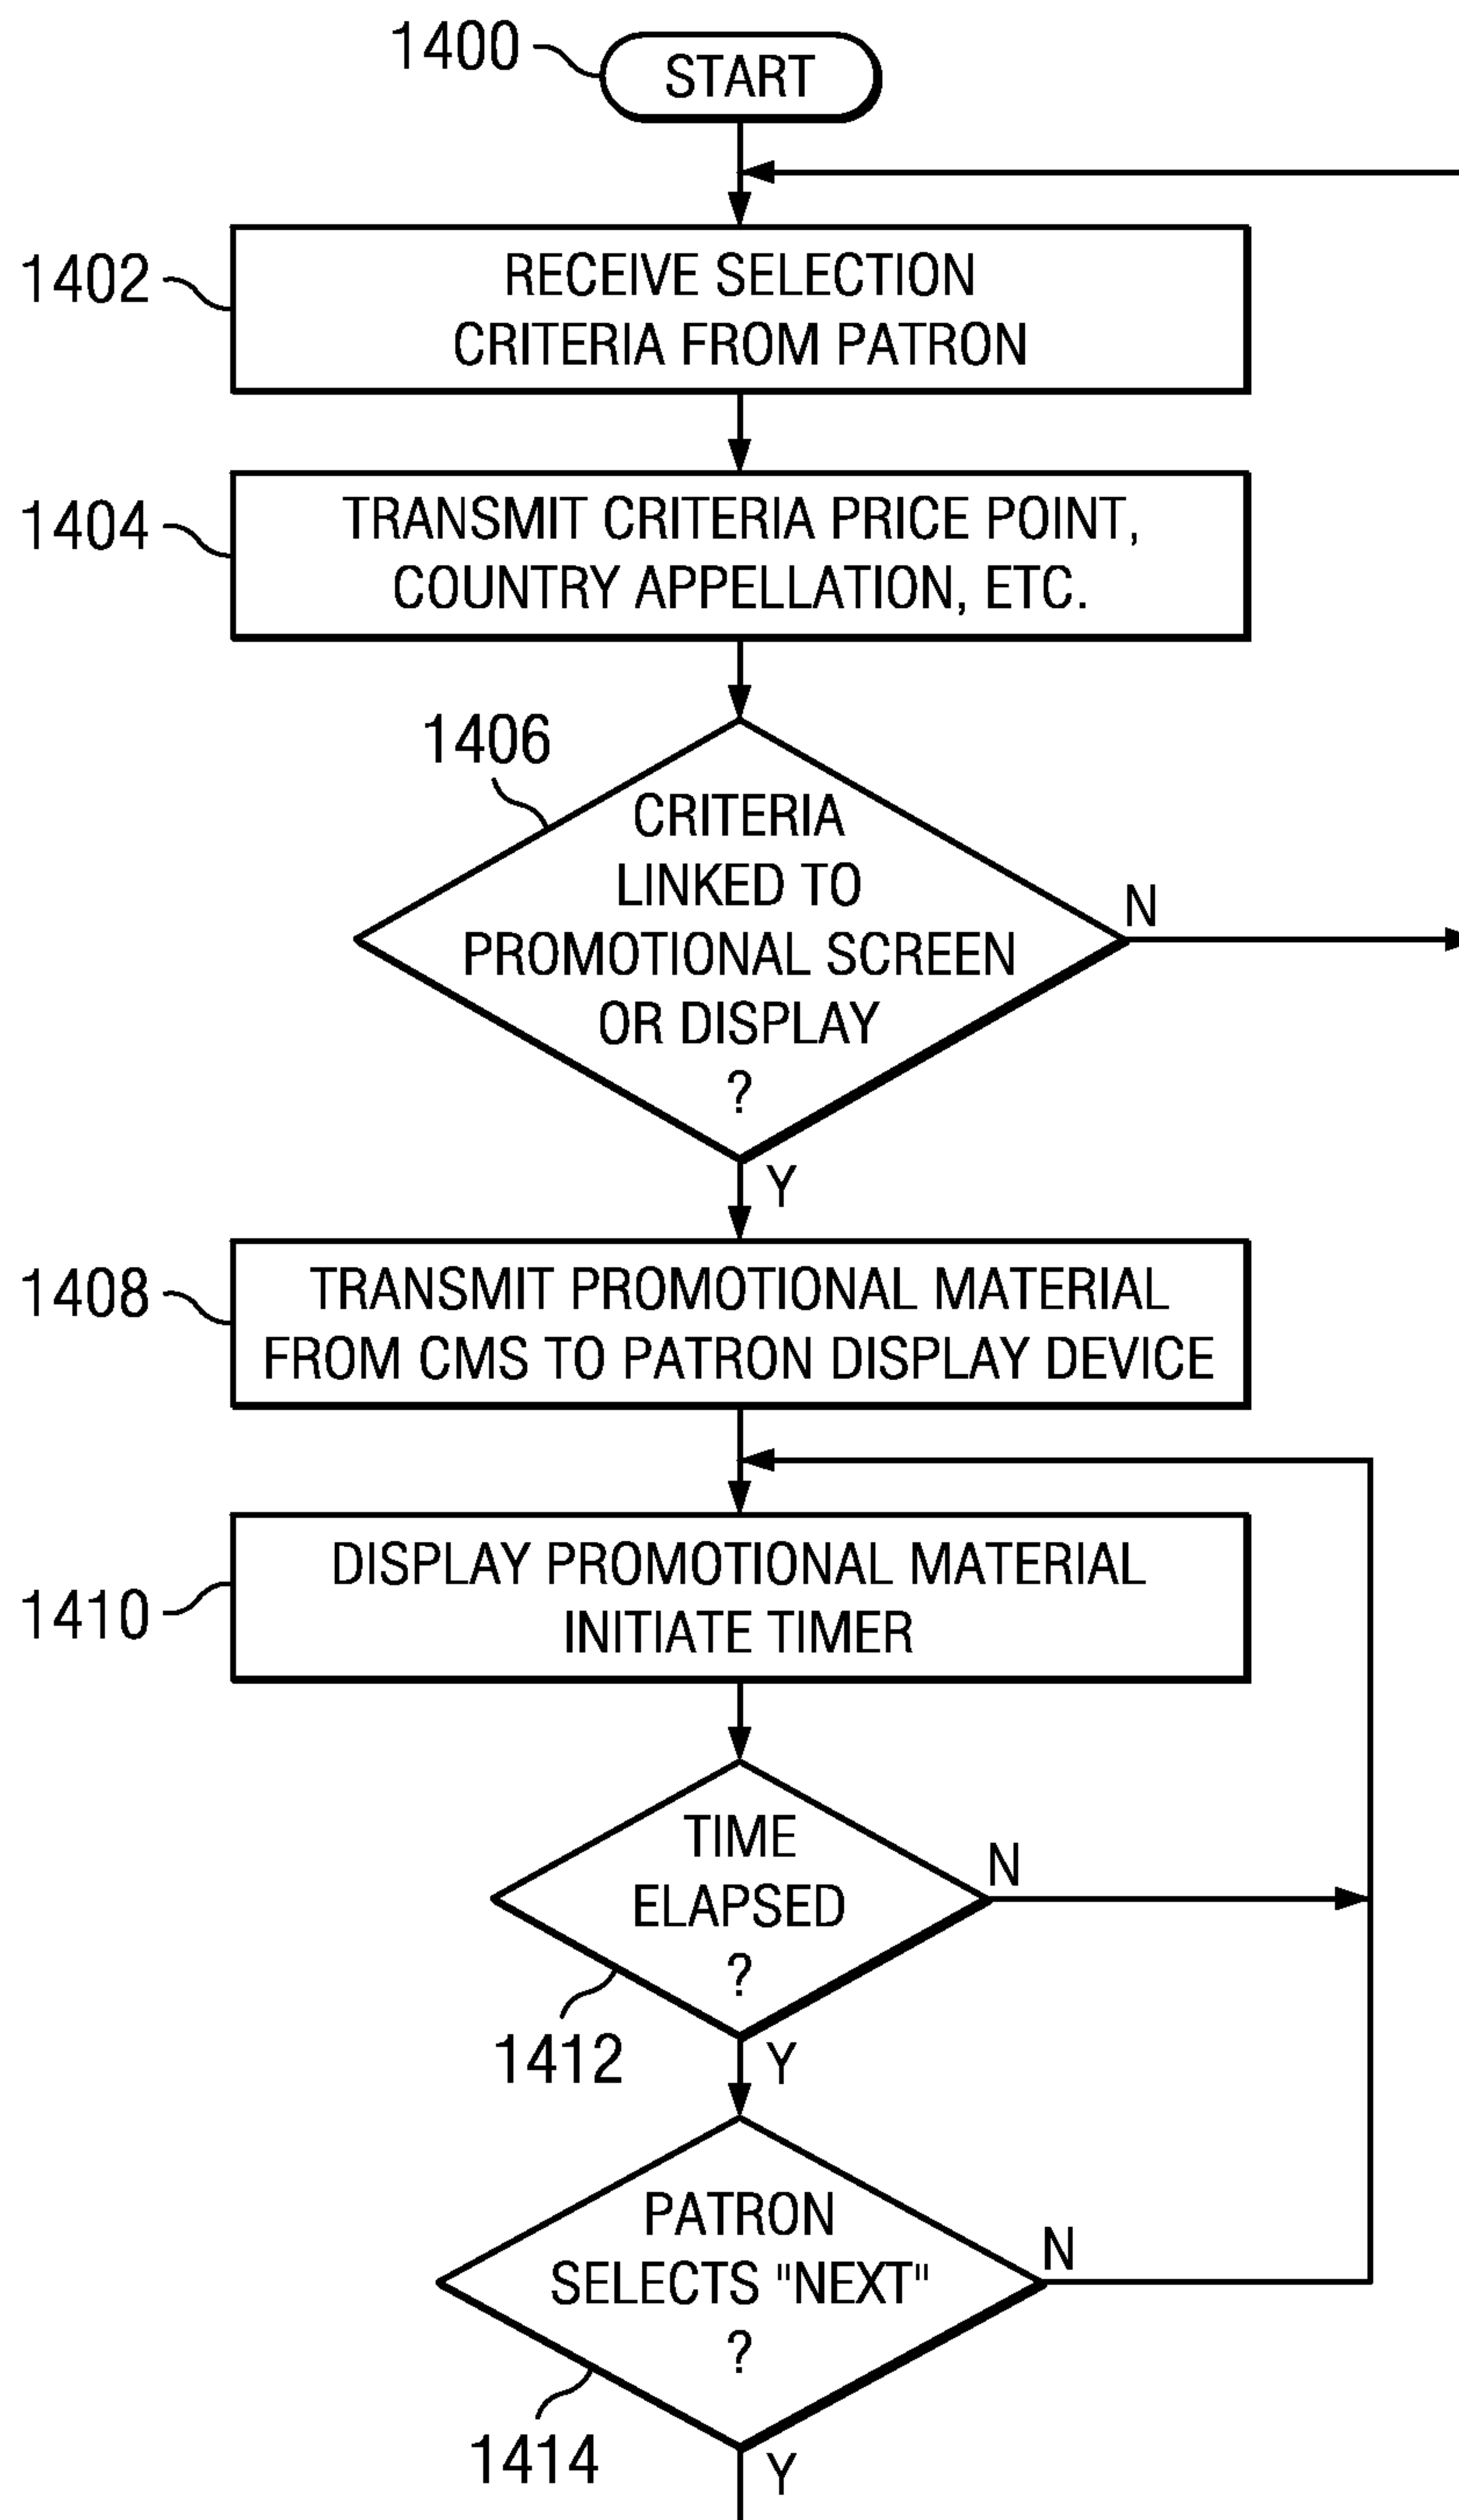 1400
START
1402
RECEIVE SELECTION
CRITERIA FROM PATRON
1404
TRANSMIT CRITERIA PRICE POINT,
COUNTRY APPELLATION, ETC.
1406
CRITERIA
LINKED TO
PROMOTIONAL SCREEN
OR DISPLAY
?
N
Y
1408
TRANSMIT PROMOTIONAL MATERIAL
FROM CMS TO PATRON DISPLAY DEVICE
1410
DISPLAY PROMOTIONAL MATERIAL
INITIATE TIMER
TIME
ELAPSED
?
N
1412
Y
PATRON
SELECTS "NEXT"
?
N
1414
Y